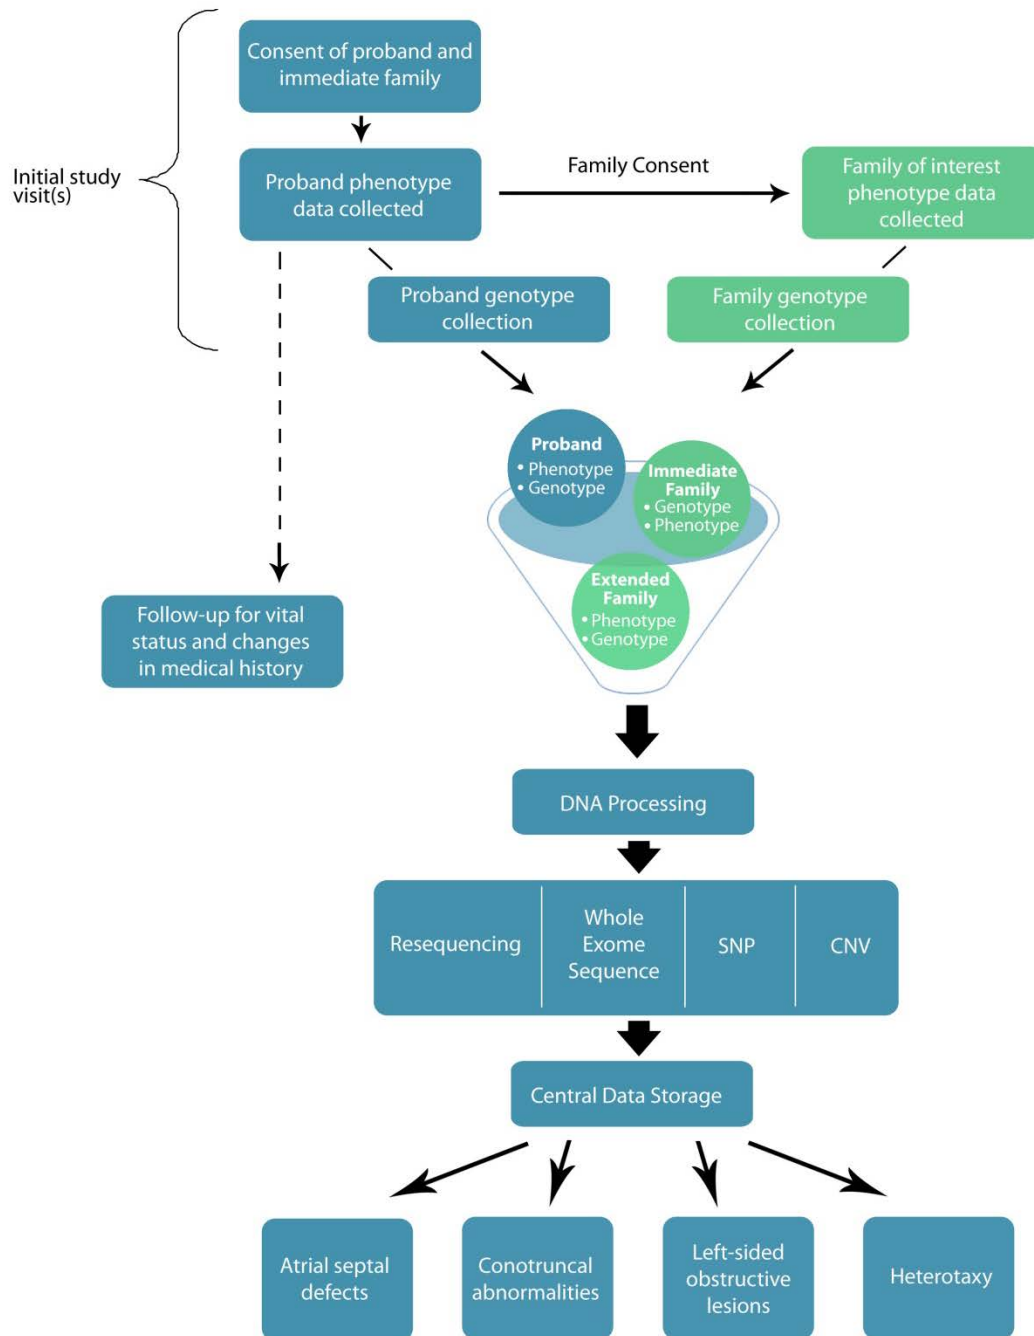 Consent of proband and
immediate family
Initial study
visit(s)
Proband phenotype
data collected
Family Consent
Family of interest
phenotype data
collected
Proband genotype
collection
Family genotype
collection
Proband
• Phenotype
• Genotype
Immediate
Family
• Genotype
• Phenotype
Extended
Family
• Phenotype
• Genotype
Follow-up for vital
status and changes
in medical history
DNA Processing
Resequencing
Whole
Exome
Sequence
SNP
CNV
Central Data Storage
Atrial septal
defects
Conotruncal
abnormalities
Left-sided
obstructive
lesions
Heterotaxy